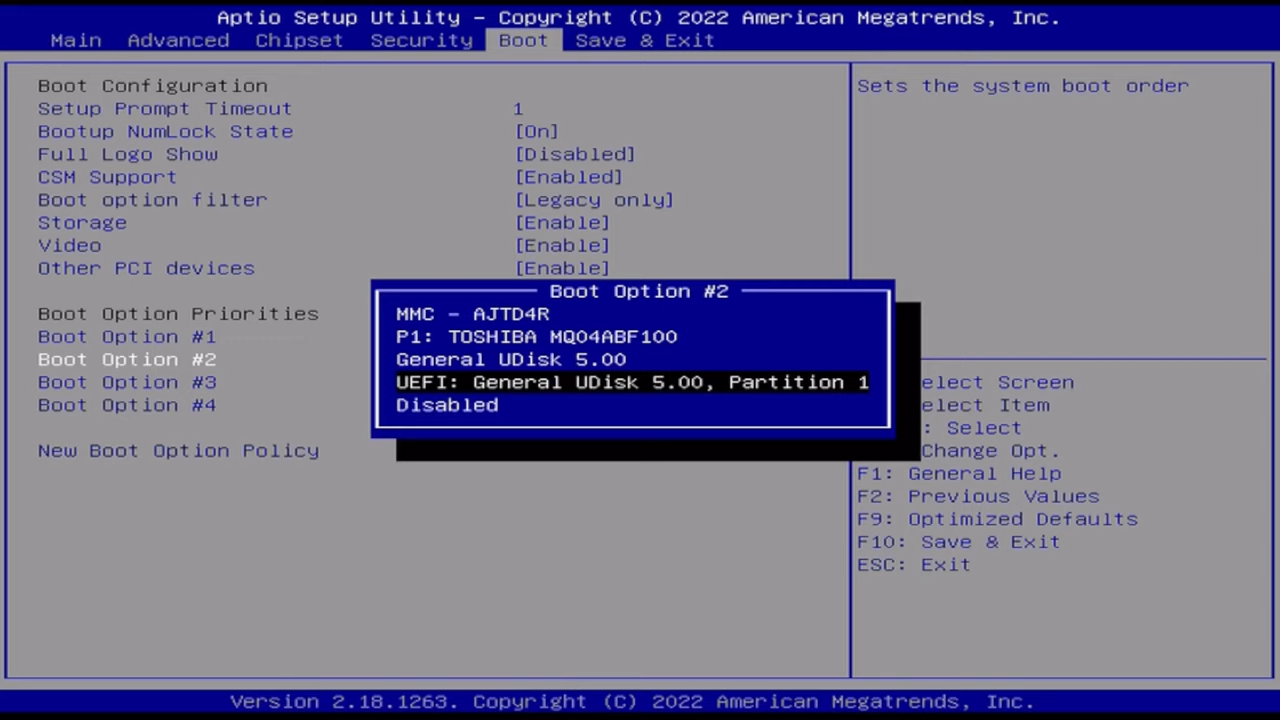 Aptio Setup Utility – Copyright (C) 2022 American Megatrends, Inc.
Main Advanced Chipset Security Boot Save & Exit
Boot Configuration
Setup Prompt Timeout 1
Bootup NumLock State [On]
Full Logo Show [Disabled]
CSM Support [Enabled]
Boot option filter [Legacy only]
Storage [Enable]
Video [Enable]
Other PCI devices [Enable]
Boot Option Priorities
Boot Option #1
Boot Option #2
Boot Option #3
Boot Option #4
New Boot Option Policy
Boot Option #2
MMC – AJTD4R
P1: TOSHIBA MQ04ABF100
General UDisk 5.00
UEFI: General UDisk 5.00, Partition 1
Disabled
Sets the system boot order
elect Screen
elect Item
: Select
Change Opt.
F1: General Help
F2: Previous Values
F9: Optimized Defaults
F10: Save & Exit
ESC: Exit
Version 2.18.1263. Copyright (C) 2022 American Megatrends, Inc.